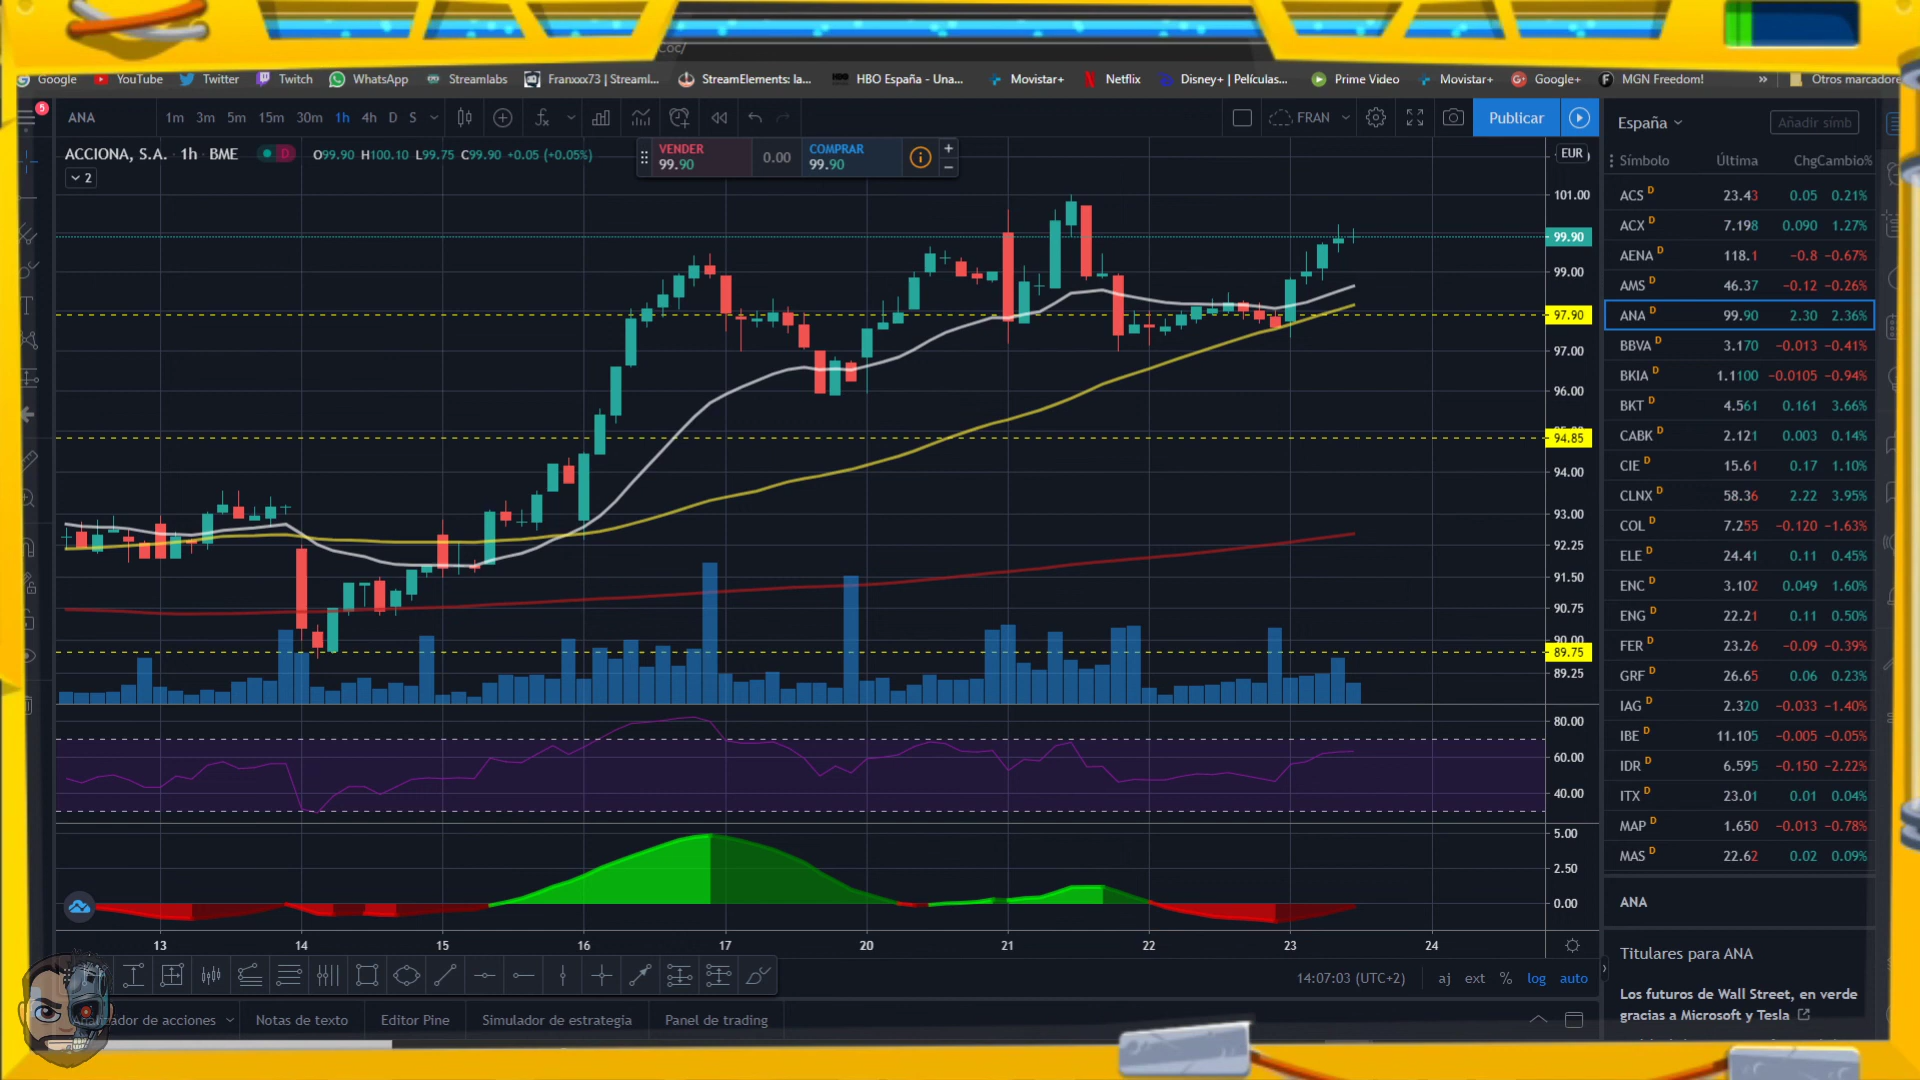 Coc/
Google YouTube Twitter Twitch WhatsApp Streamlabs Franxxx73 | Streaml... StreamElements: la... HBO España - Una... Movistar+ Netflix Disney+ | Películas... Prime Video Movistar+ Google+ MGN Freedom! » Otros marcadore
5
ANA 1m 3m 5m 15m 30m 1h 4h D S FRAN Publicar España Añadir símb
ACCIONA, S.A. 1h BME D O99.90 H100.10 L99.75 C99.90 +0.05 (+0.05%)
2
VENDER 99.90
0.00
COMPRAR 99.90
EUR
101.00
99.90
99.00
97.90
97.00
96.00
94.85
94.00
93.00
92.25
91.50
90.75
90.00
89.75
89.25
80.00
60.00
40.00
5.00
2.50
0.00
13 14 15 16 17 20 21 22 23 24
Símbolo Última Chg Cambio%
ACS D 23.43 0.05 0.21%
ACX D 7.198 0.090 1.27%
AENA D 118.1 −0.8 −0.67%
AMS D 46.37 −0.12 −0.26%
ANA D 99.90 2.30 2.36%
BBVA D 3.170 −0.013 −0.41%
BKIA D 1.1100 −0.0105 −0.94%
BKT D 4.561 0.161 3.66%
CABK D 2.121 0.003 0.14%
CIE D 15.61 0.17 1.10%
CLNX D 58.36 2.22 3.95%
COL D 7.255 −0.120 −1.63%
ELE D 24.41 0.11 0.45%
ENC D 3.102 0.049 1.60%
ENG D 22.21 0.11 0.50%
FER D 23.26 −0.09 −0.39%
GRF D 26.65 0.06 0.23%
IAG D 2.320 −0.033 −1.40%
IBE D 11.105 −0.005 −0.05%
IDR D 6.595 −0.150 −2.22%
ITX D 23.01 0.01 0.04%
MAP D 1.650 −0.013 −0.78%
MAS D 22.62 0.02 0.09%
ANA
Titulares para ANA
Los futuros de Wall Street, en verde
gracias a Microsoft y Tesla
14:07:03 (UTC+2) aj ext % log auto
de acciones Notas de texto Editor Pine Simulador de estrategia Panel de trading